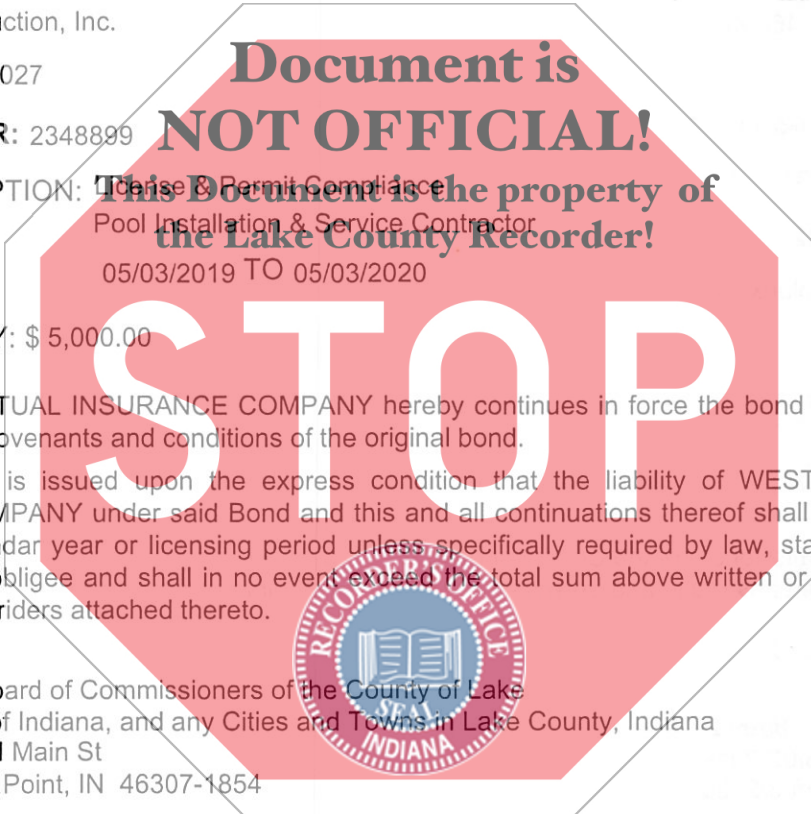 ction, Inc.
Document is
027
NOT OFFICIAL!
R: 2348899
This Document is the property of
PTION: License & Permit Compliance
Pool Installation & Service Contractor
the Lake County Recorder!
05/03/2019 TO 05/03/2020
STOP
Y: $ 5,000.00
TUAL INSURANCE COMPANY hereby continues in force the bond
ovenants and conditions of the original bond.
is issued upon the express condition that the liability of WEST
MPANY under said Bond and this and all continuations thereof shall
dar year or licensing period unless specifically required by law, sta
bligee and shall in no event exceed the total sum above written or
riders attached thereto.
RECORDER'S OFFICE
SEAL
INDIANA
oard of Commissioners of the County of Lake
of Indiana, and any Cities and Towns in Lake County, Indiana
Main St
Point, IN 46307-1854